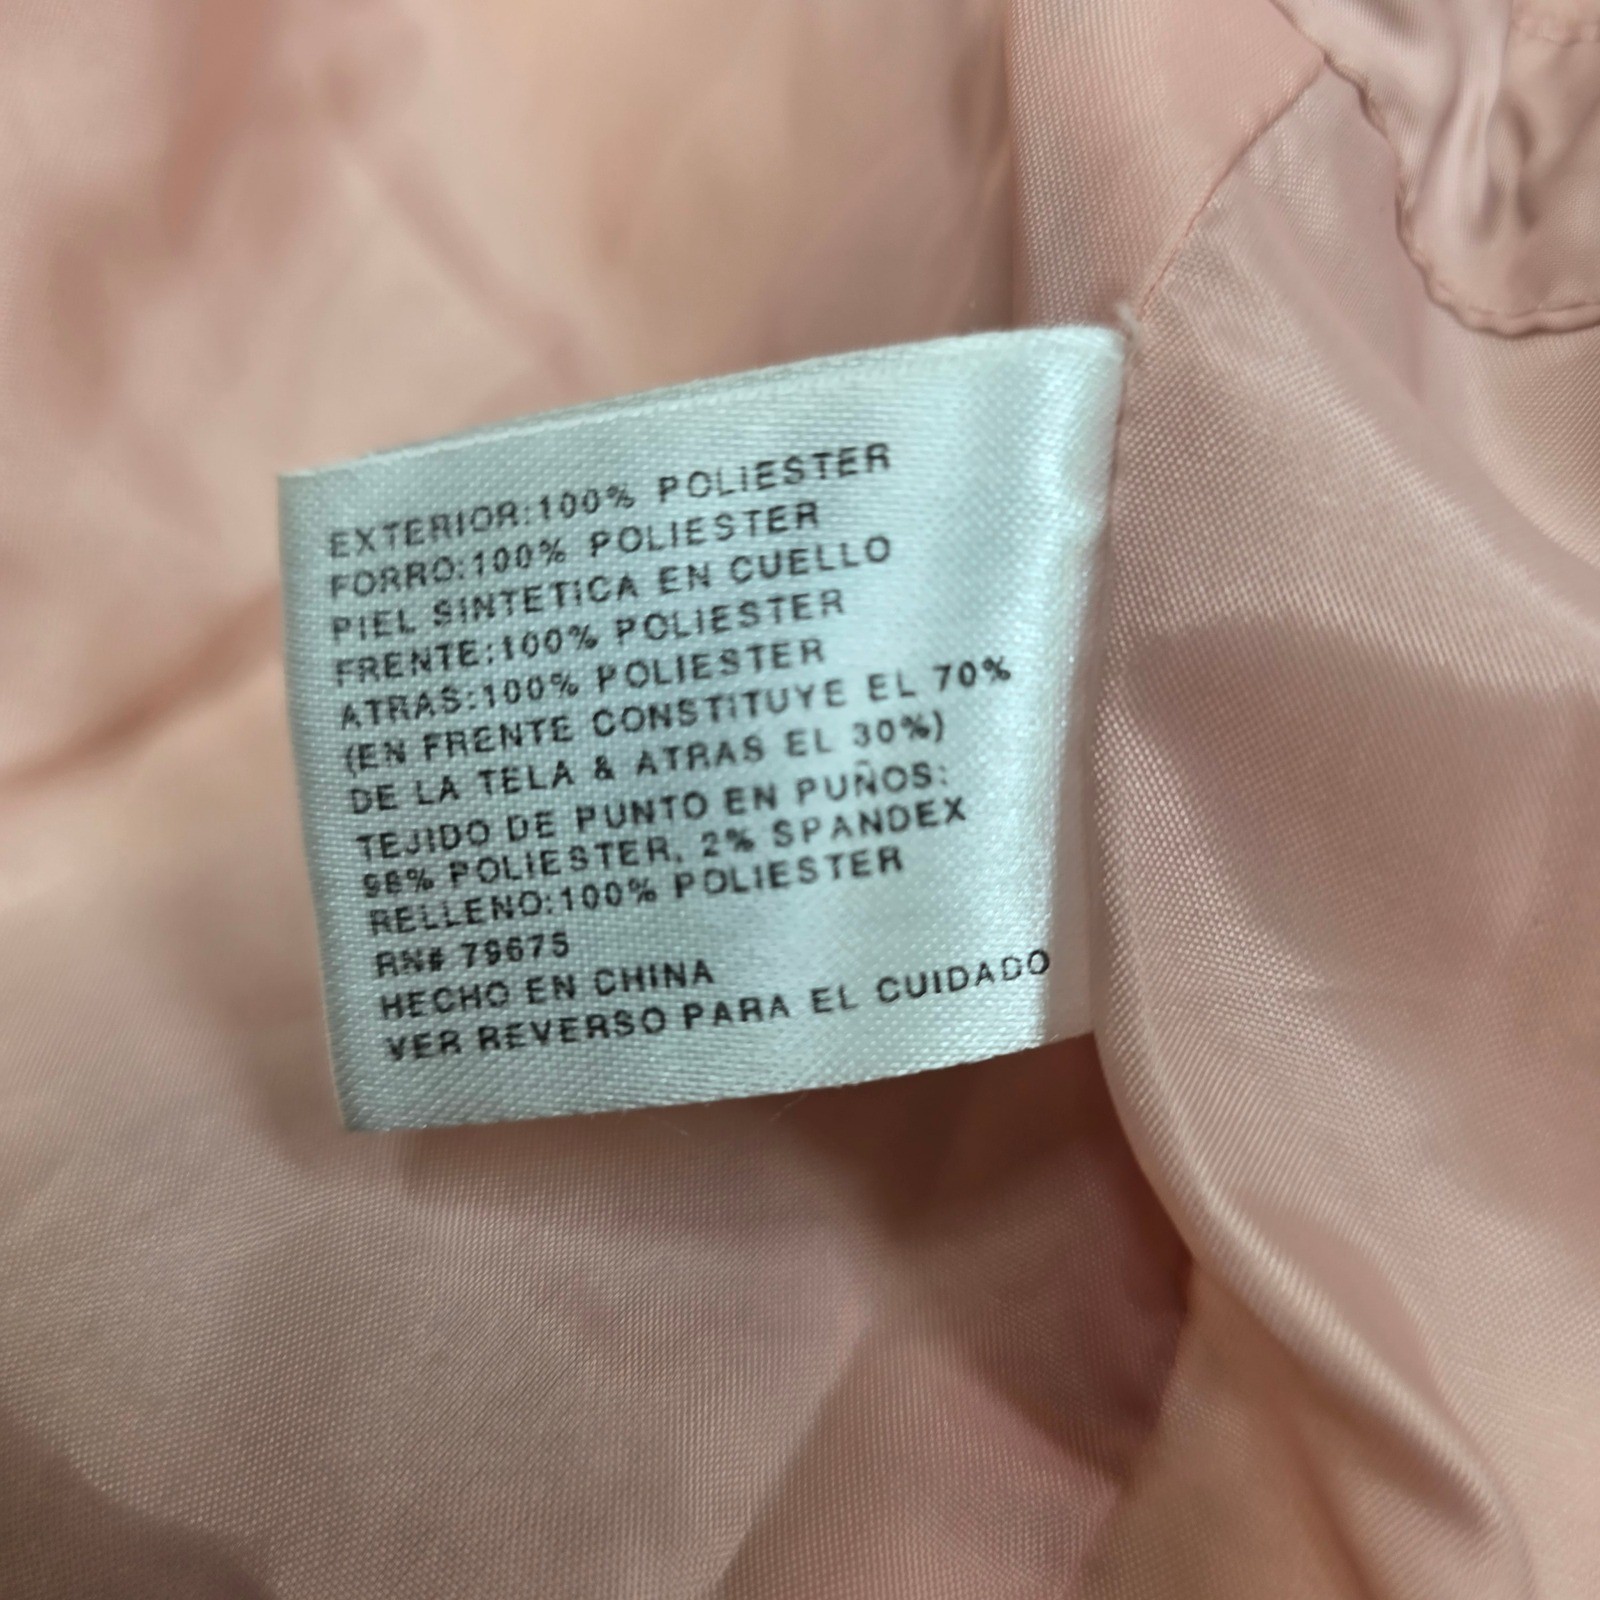 EXTERIOR:100% POLIESTER
FORRO:100% POLIESTER
PIEL SINTETICA EN CUELLO
FRENTE:100% POLIESTER
ATRAS:100% POLIESTER
(EN FRENTE CONSTITUYE EL 70%
DE LA TELA & ATRAS EL 30%)
TEJIDO DE PUNTO EN PUÑOS:
98% POLIESTER, 2% SPANDEX
RELLENO:100% POLIESTER
RN# 79675
HECHO EN CHINA
VER REVERSO PARA EL CUIDADO